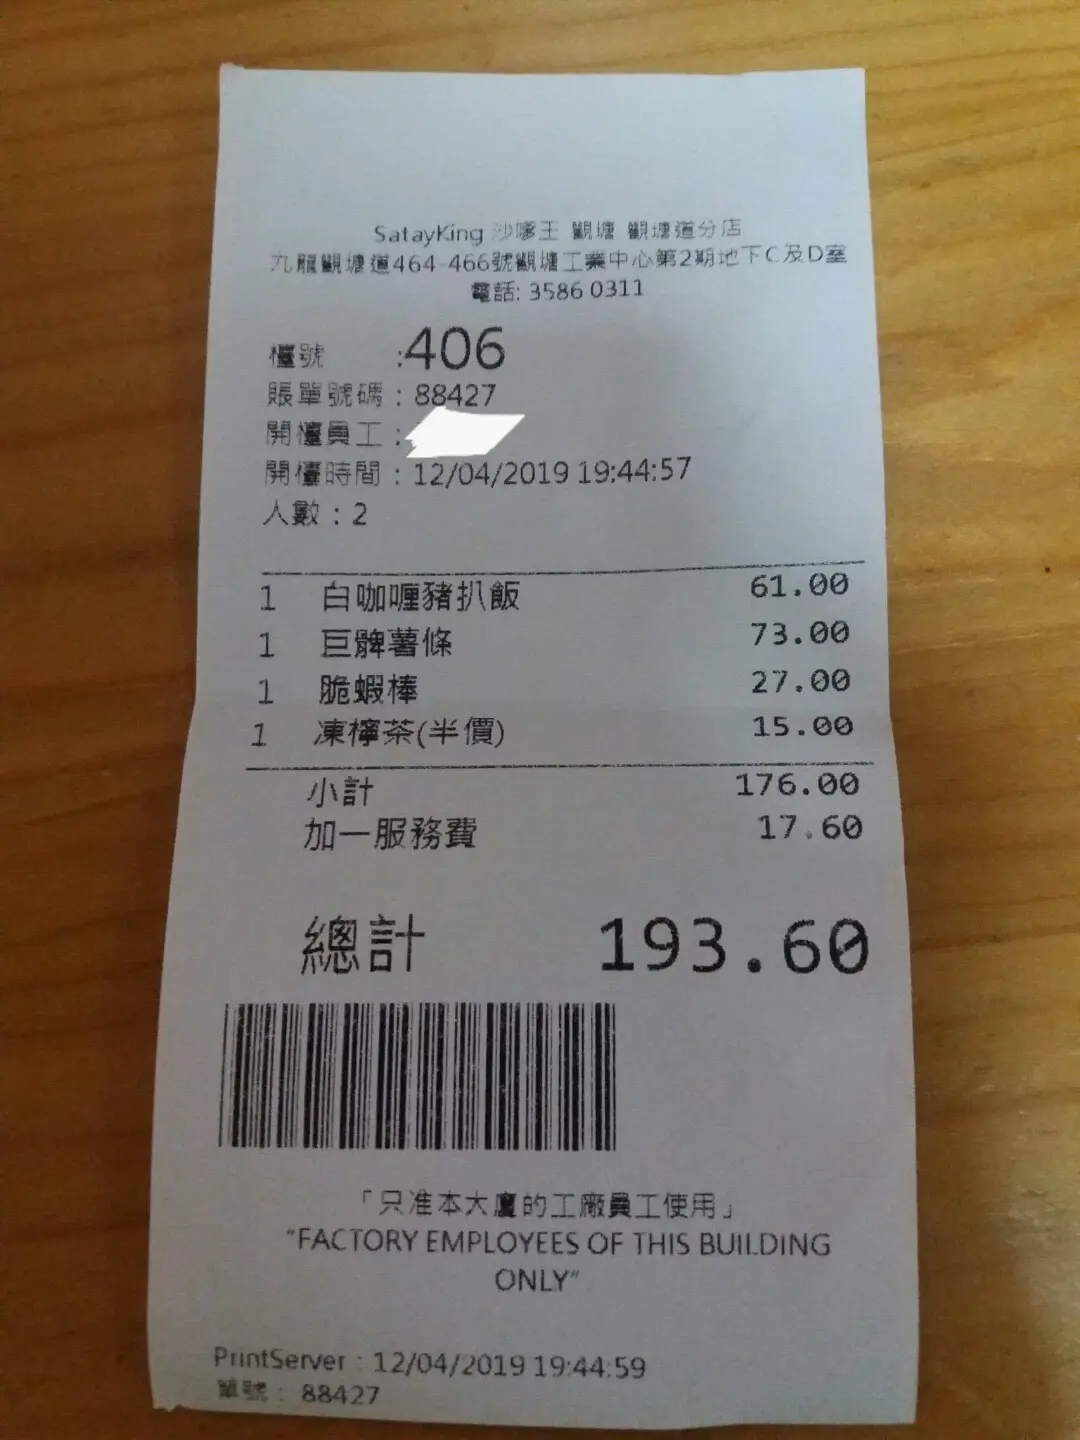 SatayKing 沙嗲王 觀塘 觀塘道分店
九龍觀塘道464-466號觀塘工業中心第2期地下C及D室
電話: 3586 0311
檯號 :406
賬單號碼 : 88427
開檯員工 :
開檯時間 : 12/04/2019 19:44:57
人數 : 2
1 白咖喱豬扒飯 61.00
1 巨髀薯條 73.00
1 脆蝦棒 27.00
1 凍檸茶(半價) 15.00
小計 176.00
加一服務費 17.60
總計 193.60
「只准本大廈的工廠員工使用」
"FACTORY EMPLOYEES OF THIS BUILDING
ONLY"
PrintServer : 12/04/2019 19:44:59
單號 : 88427